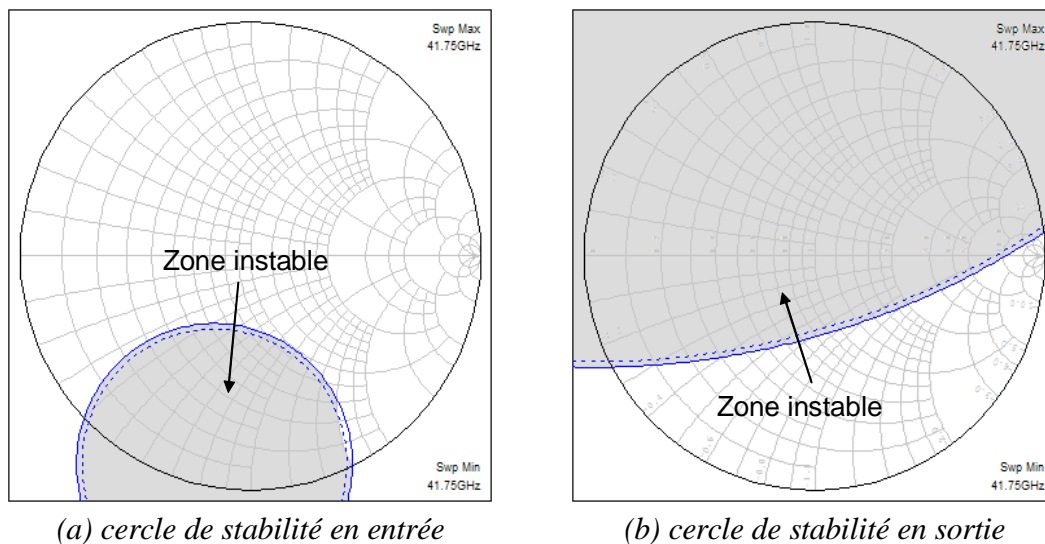 Swp Max
41.75GHz
Zone instable
Swp Min
41.75GHz
(a) cercle de stabilité en entrée
Swp Max
41.75GHz
Zone instable
Swp Min
41.75GHz
(b) cercle de stabilité en sortie